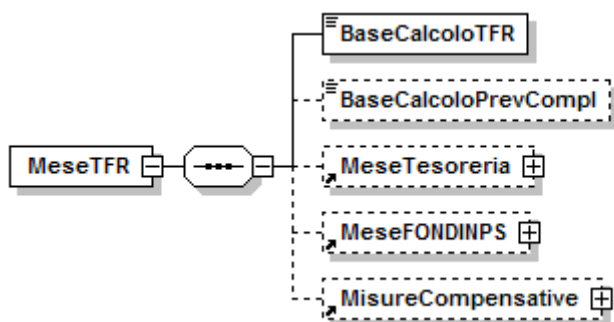 BaseCalcoloTFR
BaseCalcoloPrevCompl
MeseTFR
MeseTesoreria
MeseFONDINPS
MisureCompensative